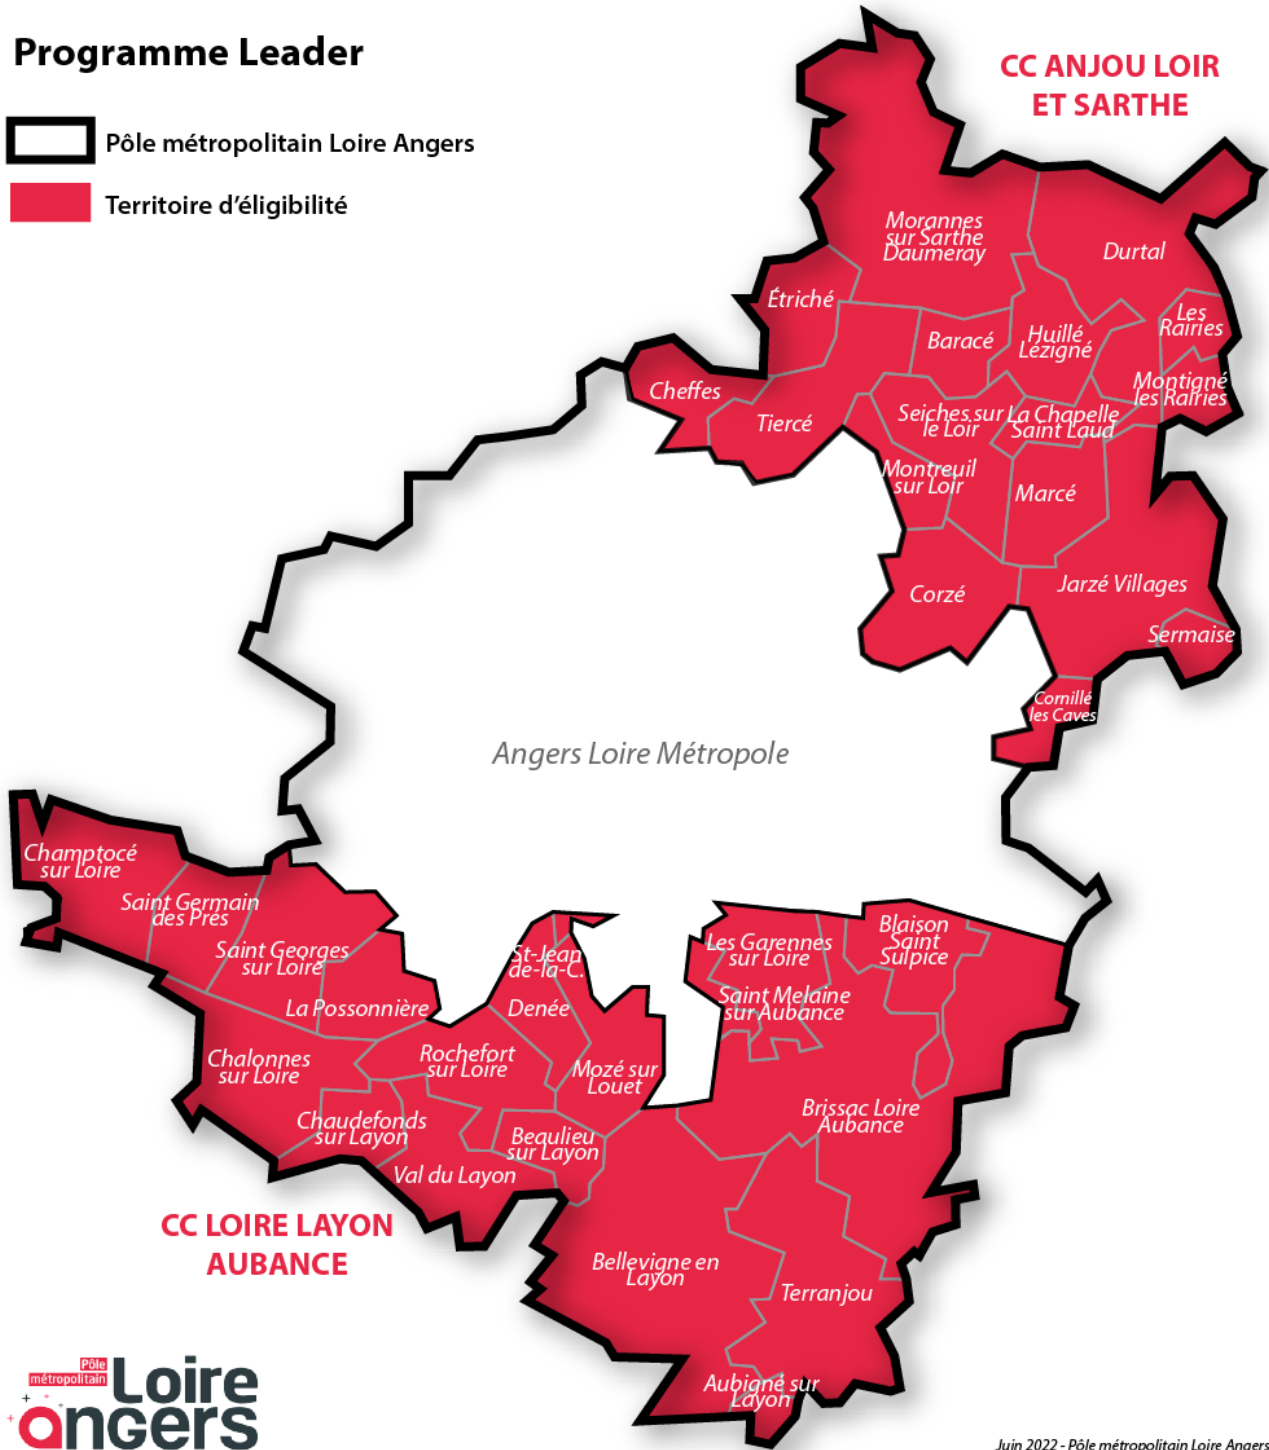 Programme Leader
Pôle métropolitain Loire Angers
Territoire d'éligibilité
CC ANJOU LOIR
ET SARTHE
Morannes
sur Sarthe
Daumeray
Durtal
Étriché
Les
Rairies
Baracé
Huillé
Lézigné
Cheffes
Montigné
les Rairies
Tiercé
Seiches sur
le Loir
La Chapelle
Saint Laud
Montreuil
sur Loir
Marcé
Corzé
Jarzé Villages
Sermaise
Cornillé
les Caves
Angers Loire Métropole
Champtocé
sur Loire
Saint Germain
des Prés
Saint Georges
sur Loire
La Possonnière
St-Jean
de-la-C.
Denée
Les Garennes
sur Loire
Blaison
Saint
Sulpice
Saint Melaine
sur Aubance
Chalonnes
sur Loire
Rochefort
sur Loire
Mozé sur
Louet
Chaudefonds
sur Layon
Beaulieu
sur Layon
Brissac Loire
Aubance
Val du Layon
CC LOIRE LAYON
AUBANCE
Bellevigne en
Layon
Terranjou
Aubigné sur
Layon
Pôle
métropolitain
Loire
angers
Juin 2022 - Pôle métropolitain Loire Angers